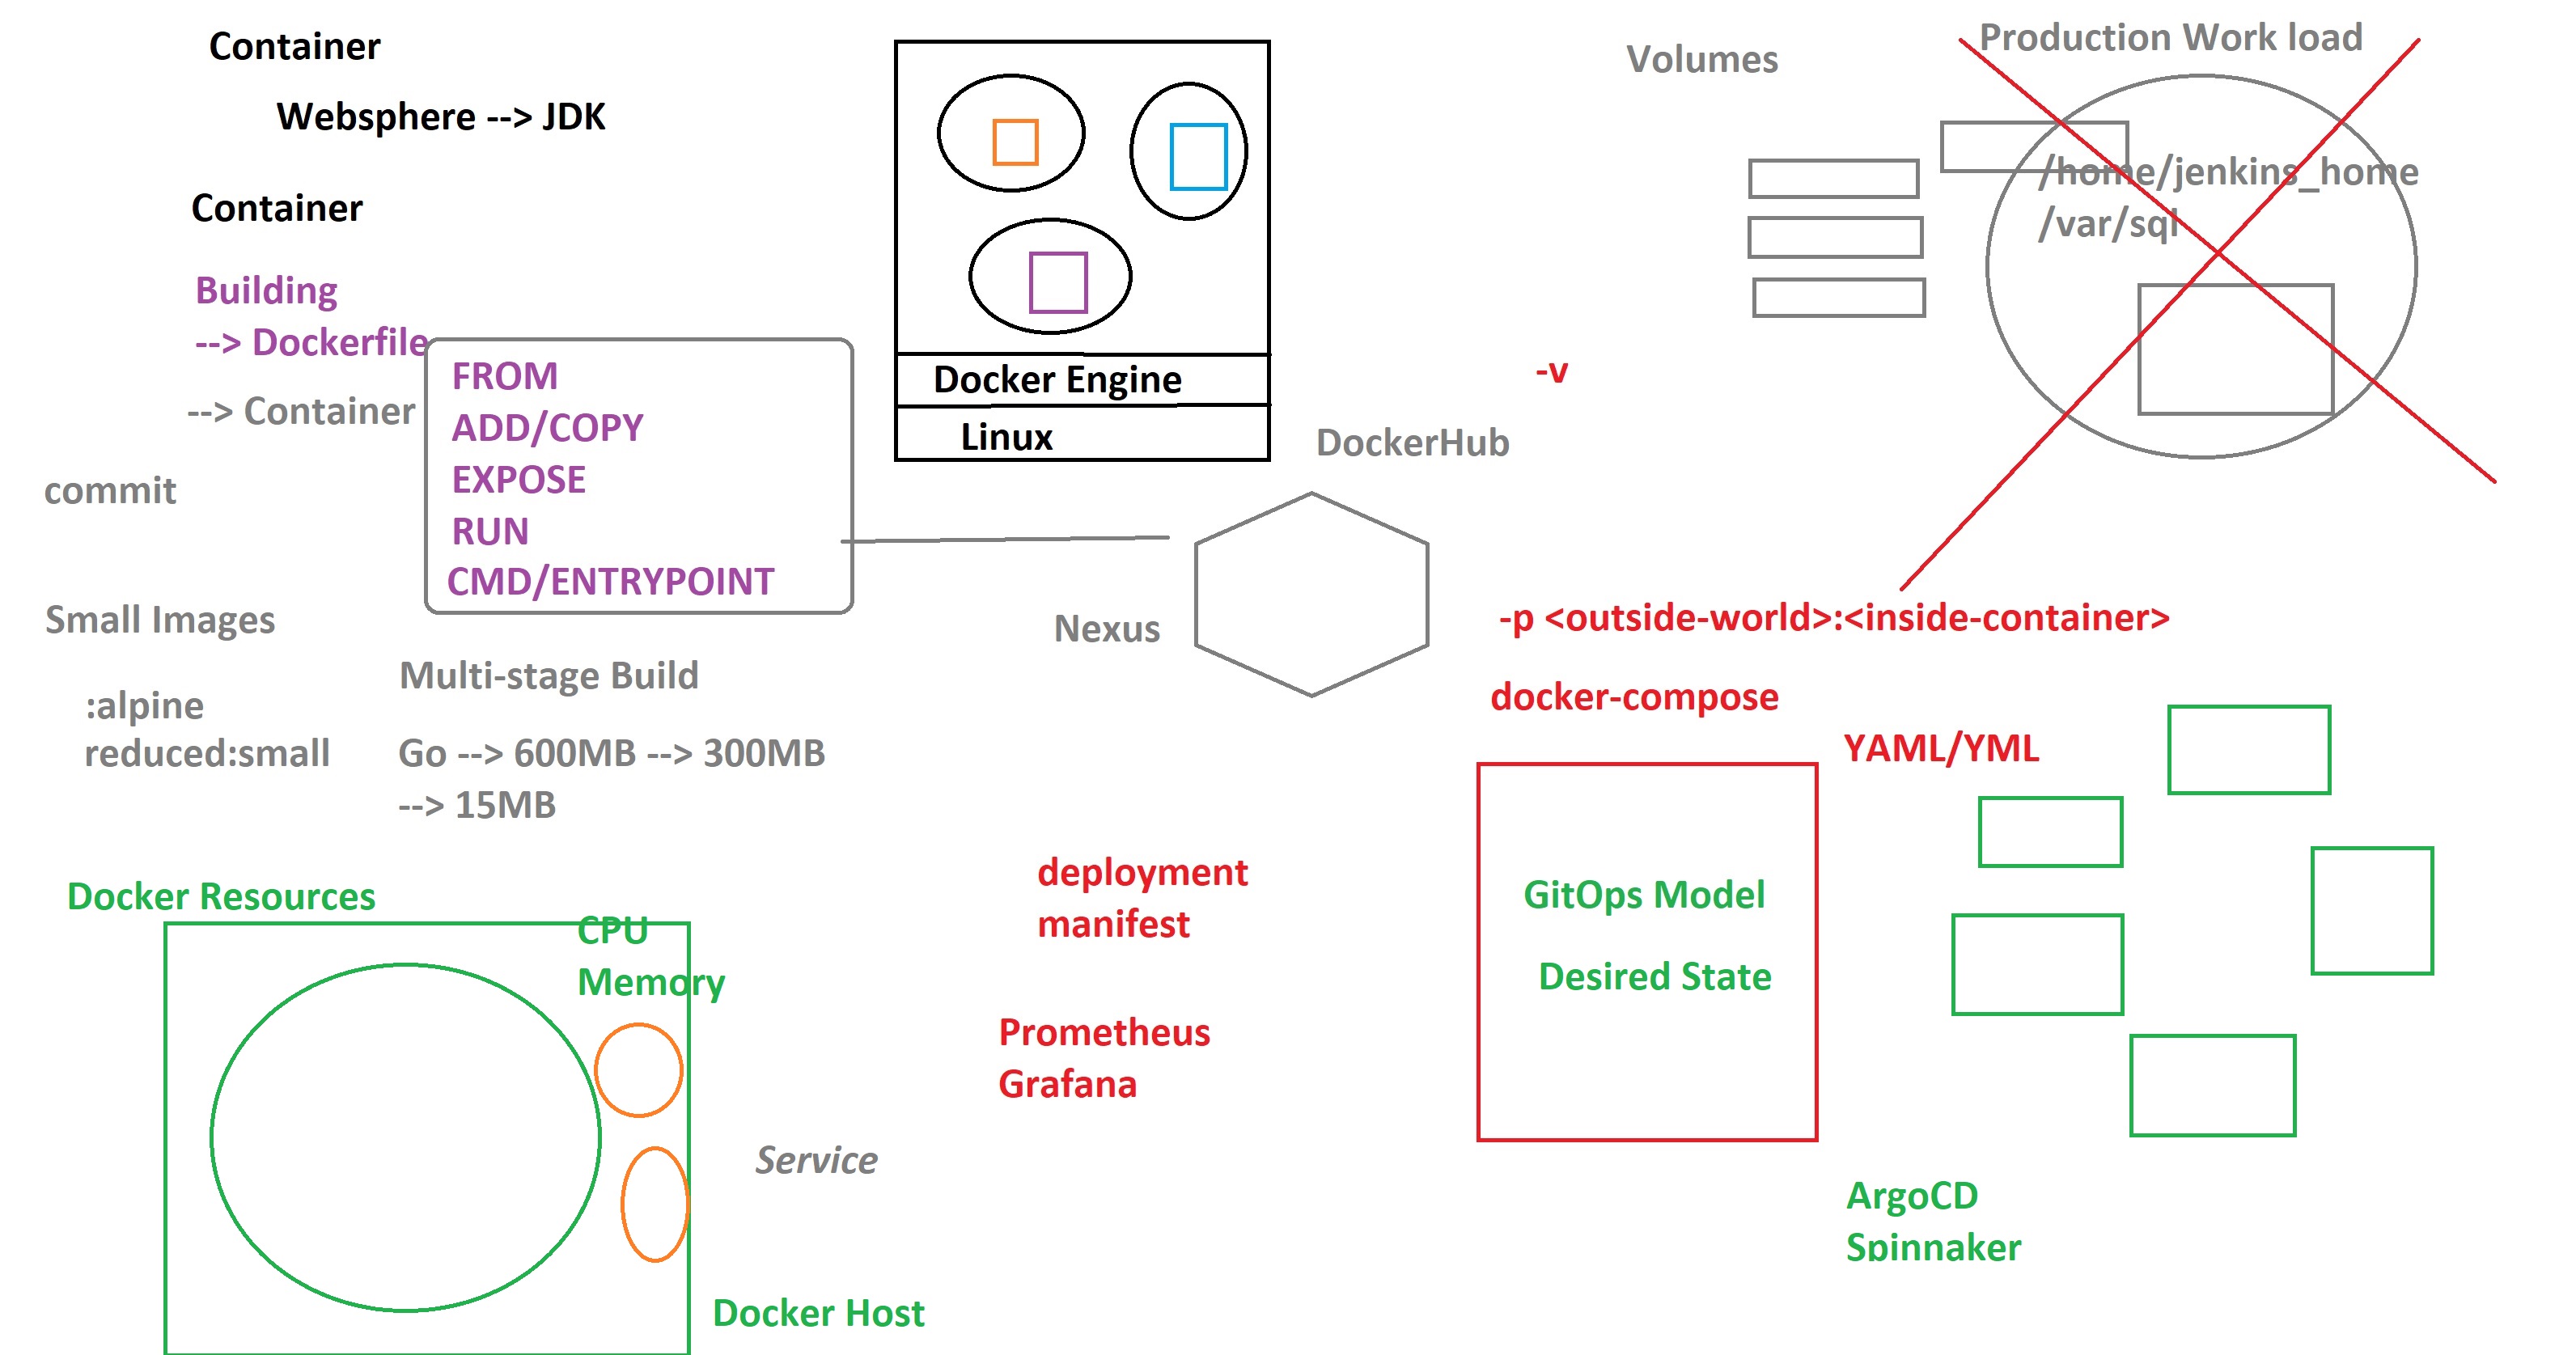 Container
Websphere --> JDK
Container
Building
--> Dockerfile
--> Container
commit
FROM
ADD/COPY
EXPOSE
RUN
CMD/ENTRYPOINT
Small Images
:alpine
reduced:small
Multi-stage Build
Go --> 600MB --> 300MB
--> 15MB
Docker Engine
Linux
DockerHub
Nexus
Volumes
Production Work load
/home/jenkins_home
/var/sql
-v
-p <outside-world>:<inside-container>
docker-compose
YAML/YML
GitOps Model
Desired State
deployment
manifest
Prometheus
Grafana
ArgoCD
Spinnaker
Docker Resources
CPU
Memory
Service
Docker Host